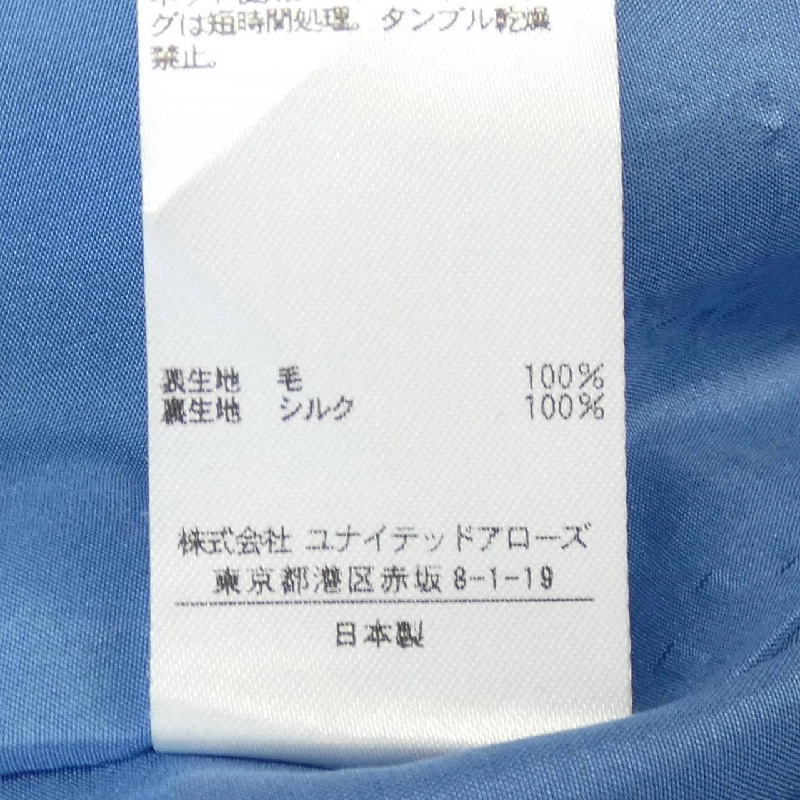 グは短時間処理。タンブル乾燥
禁止。
表生地 毛 100%
裏生地 シルク 100%
株式会社 ユナイテッドアローズ
東京都港区赤坂 8-1-19
日本製